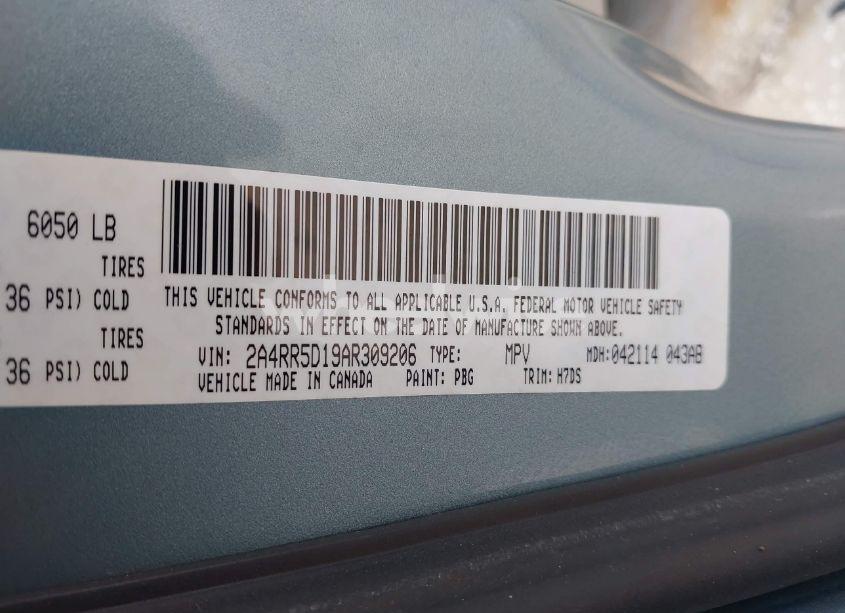 6050 LB
TIRES
36 PSI) COLD
THIS VEHICLE CONFORMS TO ALL APPLICABLE U.S.A. FEDERAL MOTOR VEHICLE SAFETY
STANDARDS IN EFFECT ON THE DATE OF MANUFACTURE SHOWN ABOVE.
TIRES
VIN: 2A4RR5D19AR309206 TYPE: MPV MDH:042114 043AB
36 PSI) COLD
VEHICLE MADE IN CANADA PAINT: PBG TRIM: H7DS